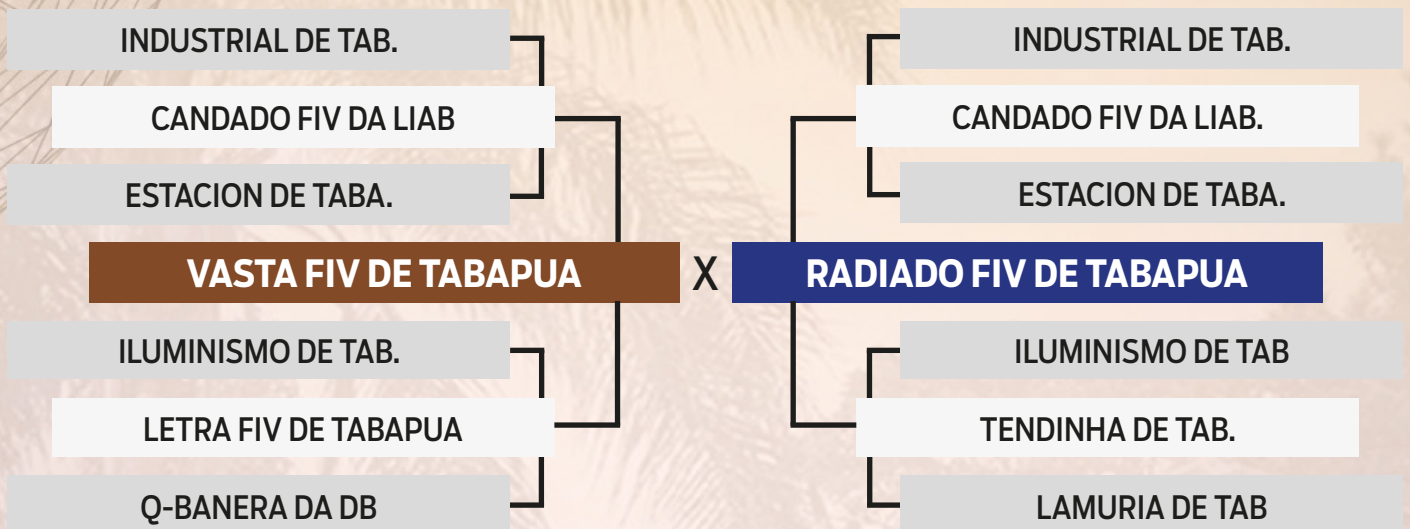 INDUSTRIAL DE TAB.
CANDADO FIV DA LIAB
ESTACION DE TABA.
VASTA FIV DE TABAPUA
ILUMINISMO DE TAB.
LETRA FIV DE TABAPUA
Q-BANERA DA DB
X
INDUSTRIAL DE TAB.
CANDADO FIV DA LIAB.
ESTACION DE TABA.
RADIADO FIV DE TABAPUA
ILUMINISMO DE TAB
TENDINHA DE TAB.
LAMURIA DE TAB